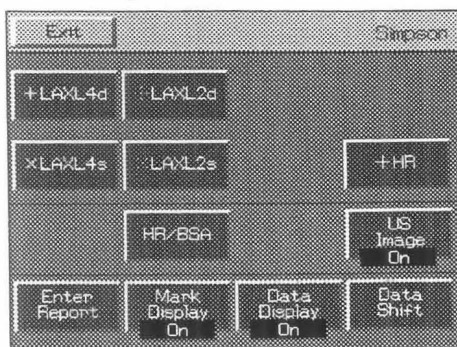 Exit
Simpson
+LAXL4d
LAXL2d
×LAXL4s
LAXL2s
+HR
HR/BSA
US
Image
On
Enter
Report
Mark
Display
On
Data
Display
On
Data
Shift